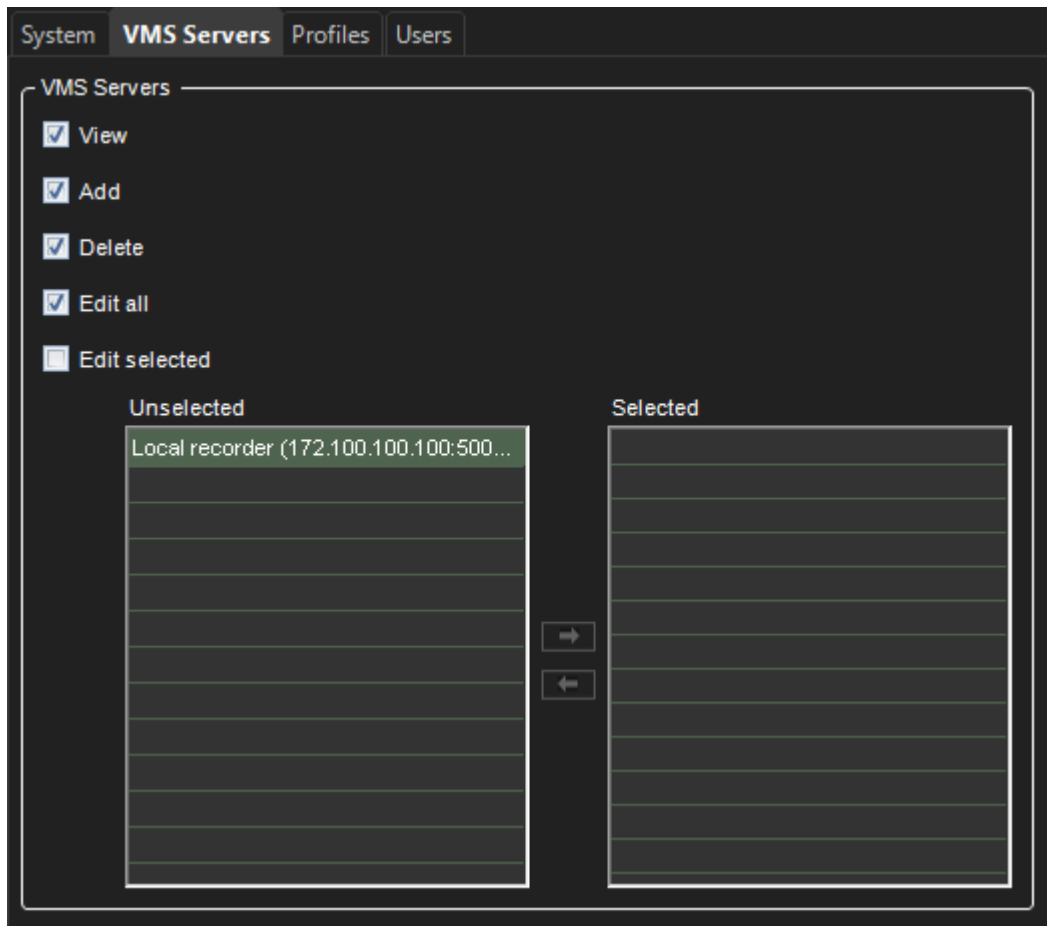 System VMS Servers Profiles Users
VMS Servers
View
Add
Delete
Edit all
Edit selected
Unselected Selected
Local recorder (172.100.100.100:500...